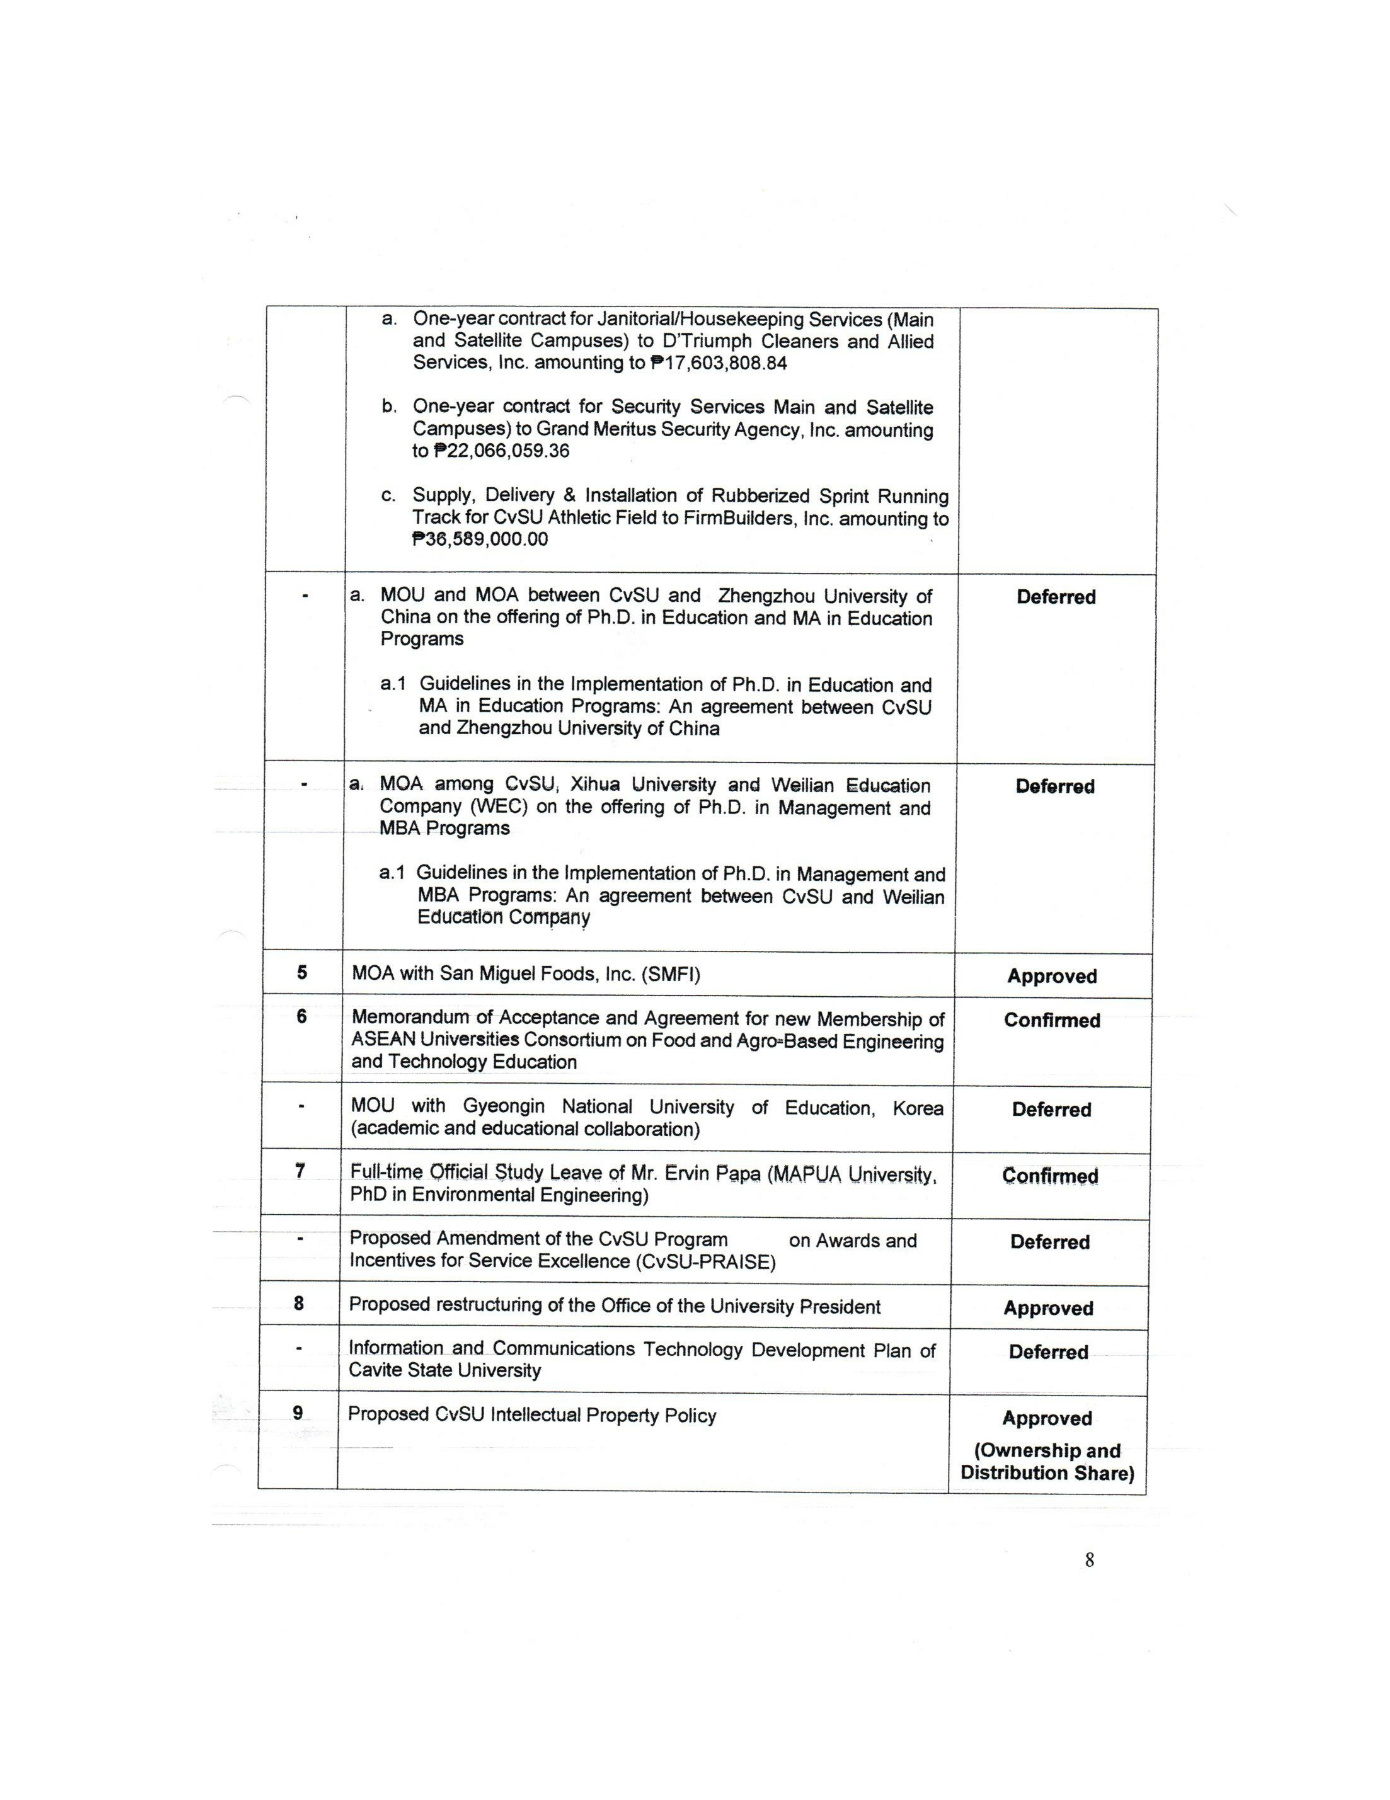 a. One-year contract for Janitorial/Housekeeping Services (Main
and Satellite Campuses) to D'Triumph Cleaners and Allied
Services, Inc. amounting to ₱17,603,808.84
b. One-year contract for Security Services Main and Satellite
Campuses) to Grand Meritus Security Agency, Inc. amounting
to ₱22,066,059.36
c. Supply, Delivery & Installation of Rubberized Sprint Running
Track for CvSU Athletic Field to FirmBuilders, Inc. amounting to
₱36,589,000.00
- a. MOU and MOA between CvSU and Zhengzhou University of Deferred
China on the offering of Ph.D. in Education and MA in Education
Programs
a.1 Guidelines in the Implementation of Ph.D. in Education and
MA in Education Programs: An agreement between CvSU
and Zhengzhou University of China
- a. MOA among CvSU, Xihua University and Weilian Education Deferred
Company (WEC) on the offering of Ph.D. in Management and
MBA Programs
a.1 Guidelines in the Implementation of Ph.D. in Management and
MBA Programs: An agreement between CvSU and Weilian
Education Company
5 MOA with San Miguel Foods, Inc. (SMFI) Approved
6 Memorandum of Acceptance and Agreement for new Membership of Confirmed
ASEAN Universities Consortium on Food and Agro-Based Engineering
and Technology Education
- MOU with Gyeongin National University of Education, Korea Deferred
(academic and educational collaboration)
7 Full-time Official Study Leave of Mr. Ervin Papa (MAPUA University, Confirmed
PhD in Environmental Engineering)
- Proposed Amendment of the CvSU Program on Awards and Deferred
Incentives for Service Excellence (CvSU-PRAISE)
8 Proposed restructuring of the Office of the University President Approved
- Information and Communications Technology Development Plan of Deferred
Cavite State University
9 Proposed CvSU Intellectual Property Policy Approved
(Ownership and
Distribution Share)
8